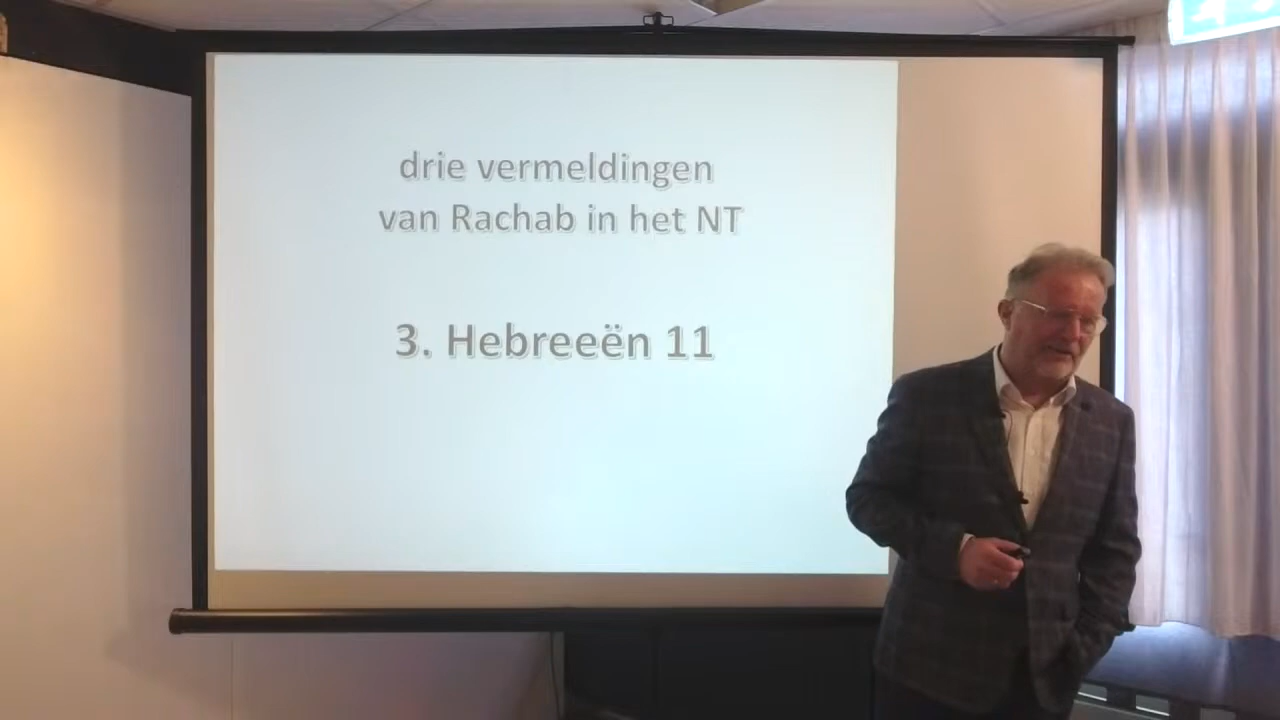 drie vermeldingen
van Rachab in het NT
3. Hebreeën 11